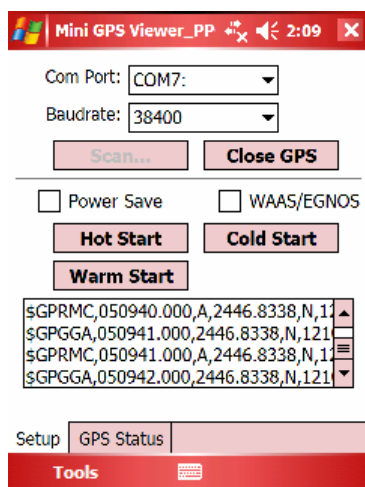 Mini GPS Viewer_PP 2:09
Com Port: COM7:
Baudrate: 38400
Scan... Close GPS
Power Save WAAS/EGNOS
Hot Start Cold Start
Warm Start
$GPRMC,050940.000,A,2446.8338,N,12
$GPGGA,050941.000,2446.8338,N,121
$GPRMC,050941.000,A,2446.8338,N,12
$GPGGA,050942.000,2446.8338,N,121
Setup GPS Status
Tools